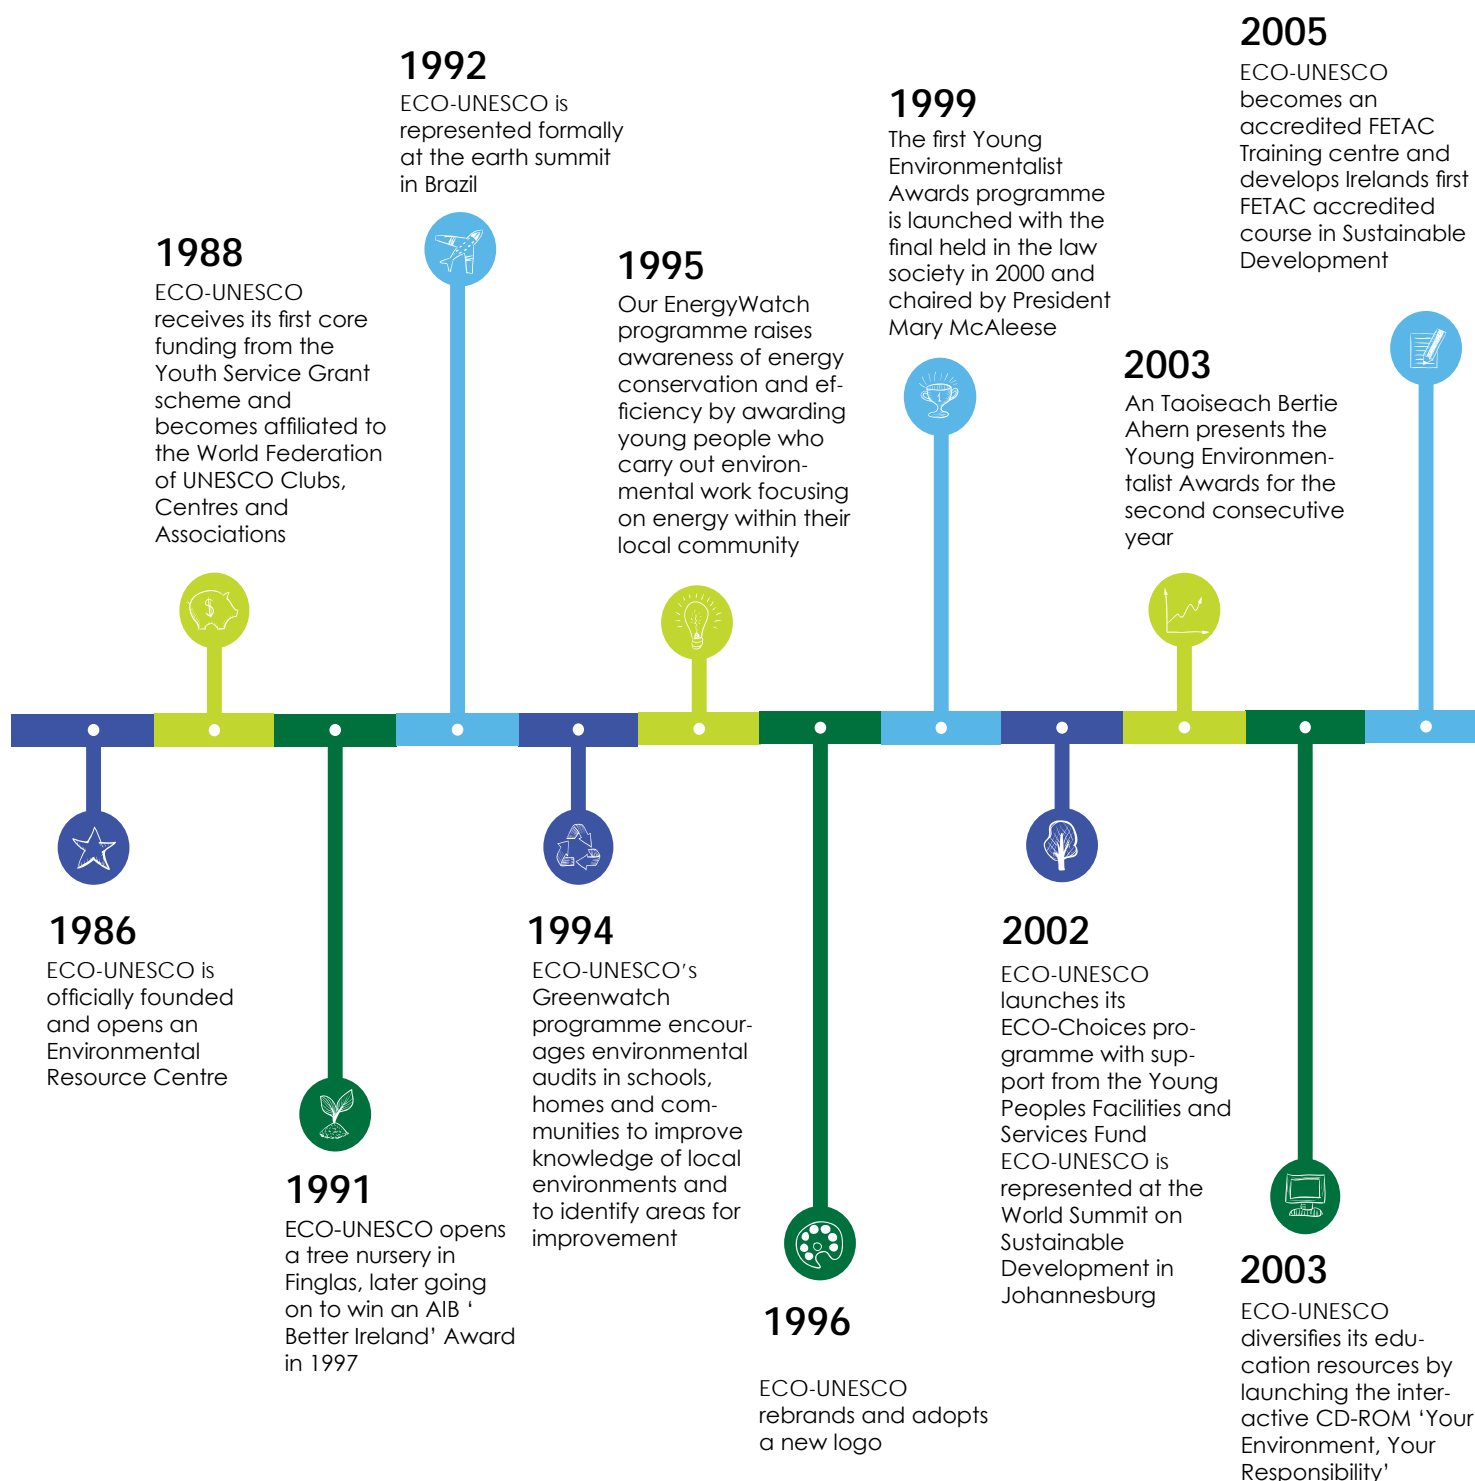 1986
ECO-UNESCO is
officially founded
and opens an
Environmental
Resource Centre
1988
ECO-UNESCO
receives its first core
funding from the
Youth Service Grant
scheme and
becomes affiliated to
the World Federation
of UNESCO Clubs,
Centres and
Associations
$
1991
ECO-UNESCO opens
a tree nursery in
Finglas, later going
on to win an AIB ‘
Better Ireland’ Award
in 1997
1992
ECO-UNESCO is
represented formally
at the earth summit
in Brazil
1994
ECO-UNESCO’s
Greenwatch
programme encour-
ages environmental
audits in schools,
homes and com-
munities to improve
knowledge of local
environments and
to identify areas for
improvement
1995
Our EnergyWatch
programme raises
awareness of energy
conservation and ef-
ficiency by awarding
young people who
carry out environ-
mental work focusing
on energy within their
local community
1996
ECO-UNESCO
rebrands and adopts
a new logo
1999
The first Young
Environmentalist
Awards programme
is launched with the
final held in the law
society in 2000 and
chaired by President
Mary McAleese
1
2002
ECO-UNESCO
launches its
ECO-Choices pro-
gramme with sup-
port from the Young
Peoples Facilities and
Services Fund
ECO-UNESCO is
represented at the
World Summit on
Sustainable
Development in
Johannesburg
2003
An Taoiseach Bertie
Ahern presents the
Young Environmen-
talist Awards for the
second consecutive
year
2003
ECO-UNESCO
diversifies its edu-
cation resources by
launching the inter-
active CD-ROM ‘Your
Environment, Your
Responsibility’
2005
ECO-UNESCO
becomes an
accredited FETAC
Training centre and
develops Irelands first
FETAC accredited
course in Sustainable
Development